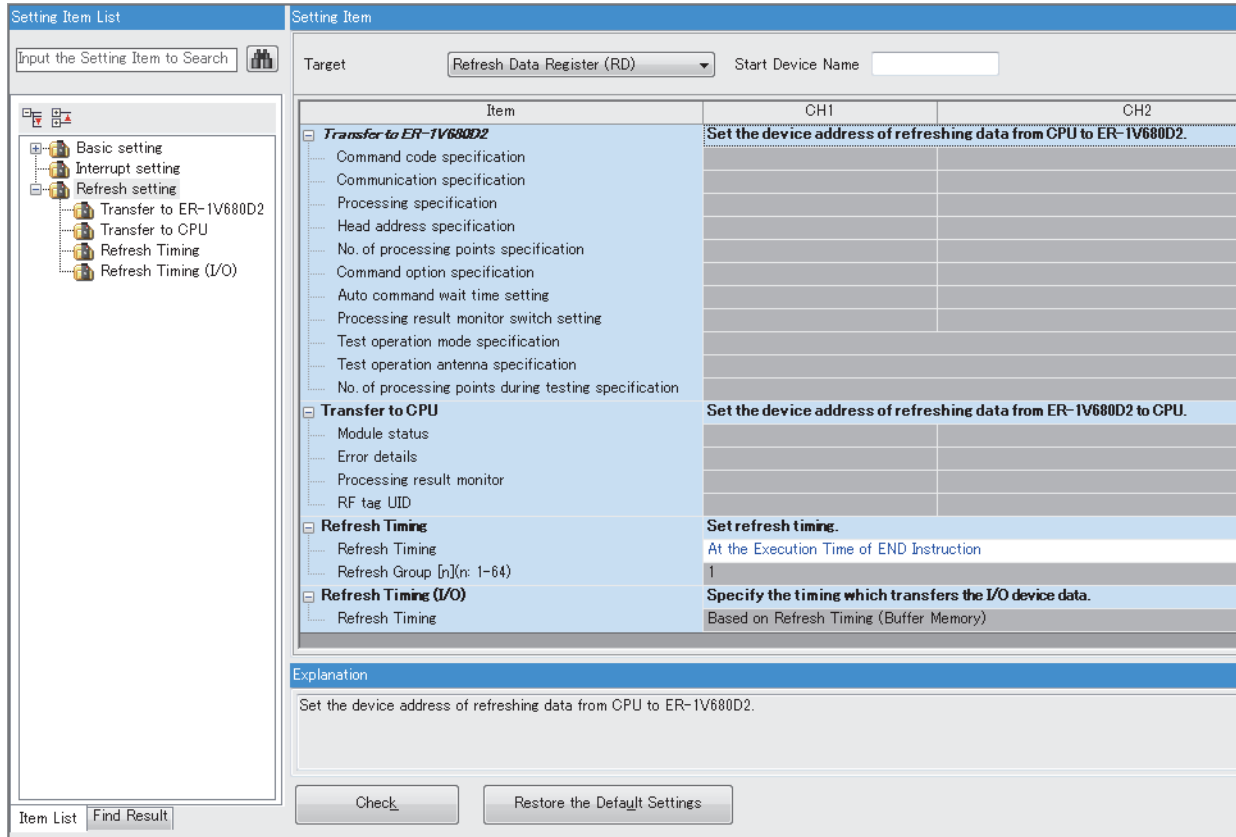 Setting Item List
Input the Setting Item to Search
Basic setting
Interrupt setting
Refresh setting
Transfer to ER-1V680D2
Transfer to CPU
Refresh Timing
Refresh Timing (I/O)
Item List Find Result
Setting Item
Target Refresh Data Register (RD) Start Device Name
Item CH1 CH2
Transfer to ER-1V680D2 Set the device address of refreshing data from CPU to ER-1V680D2.
Command code specification
Communication specification
Processing specification
Head address specification
No. of processing points specification
Command option specification
Auto command wait time setting
Processing result monitor switch setting
Test operation mode specification
Test operation antenna specification
No. of processing points during testing specification
Transfer to CPU Set the device address of refreshing data from ER-1V680D2 to CPU.
Module status
Error details
Processing result monitor
RF tag UID
Refresh Timing Set refresh timing.
Refresh Timing At the Execution Time of END Instruction
Refresh Group [n](n: 1-64) 1
Refresh Timing (I/O) Specify the timing which transfers the I/O device data.
Refresh Timing Based on Refresh Timing (Buffer Memory)
Explanation
Set the device address of refreshing data from CPU to ER-1V680D2.
Check Restore the Default Settings